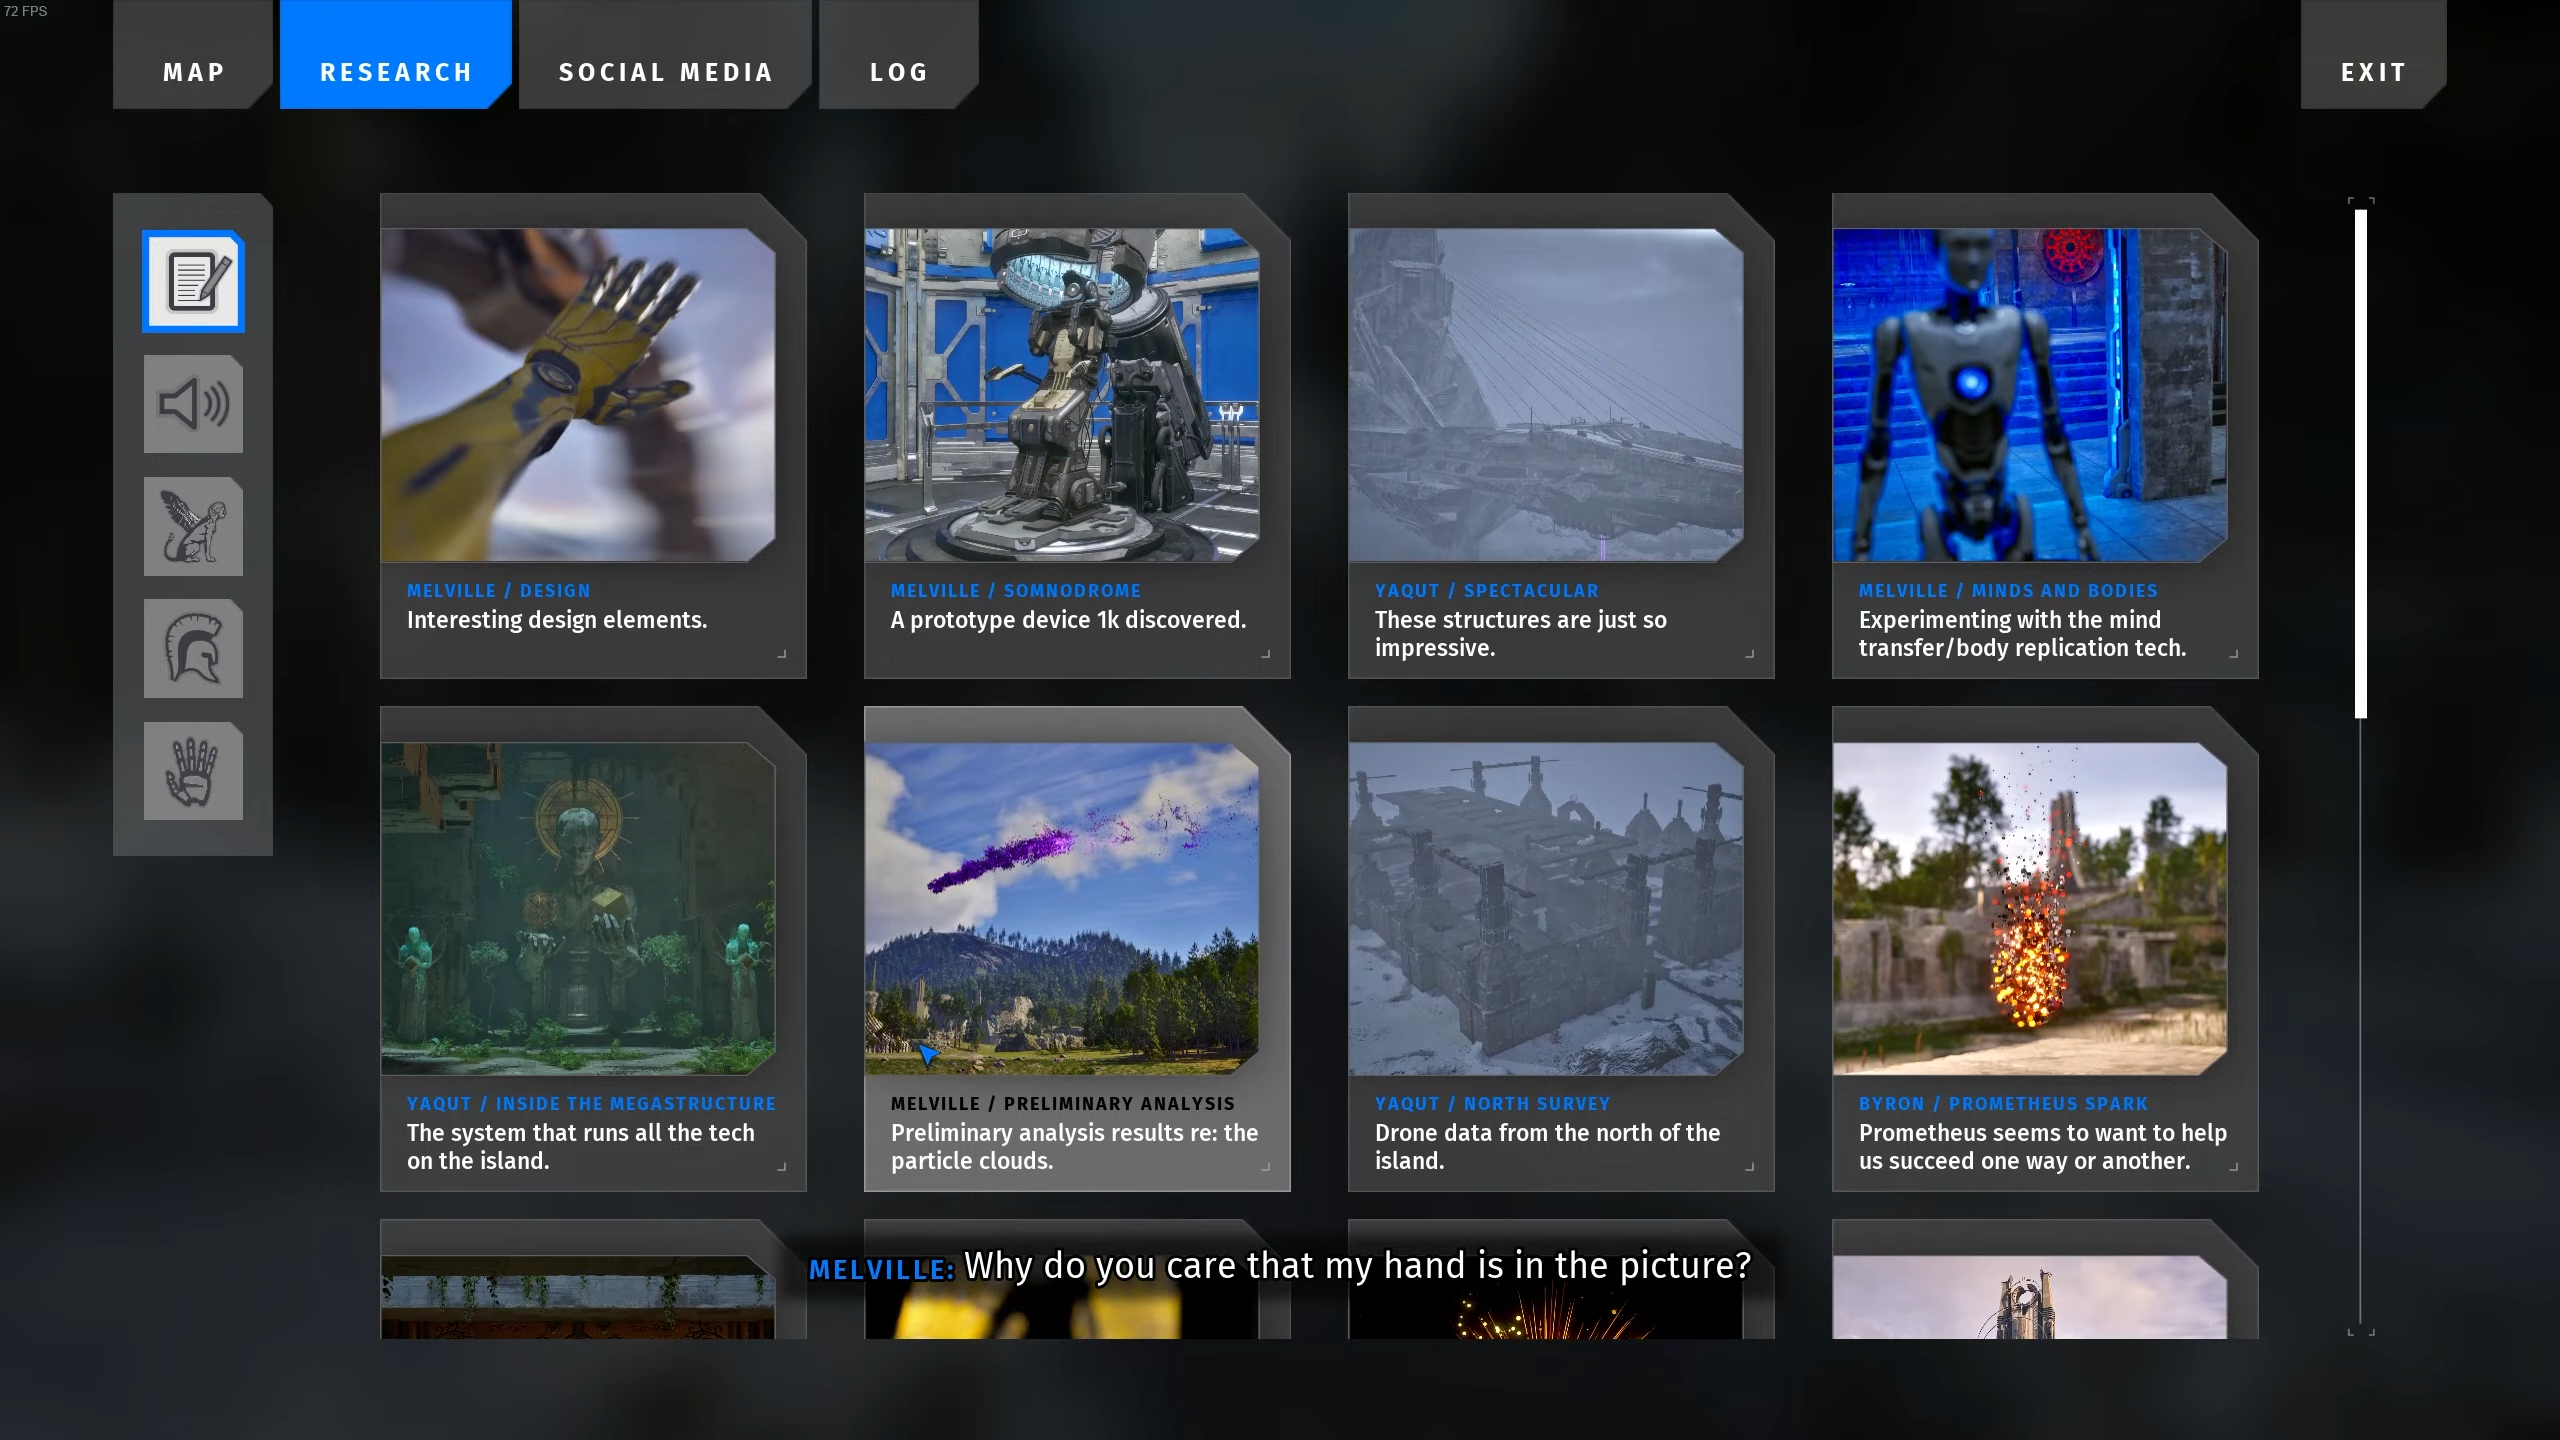 72 FPS
MAP
RESEARCH
SOCIAL MEDIA
LOG
EXIT
MELVILLE / DESIGN
Interesting design elements.
MELVILLE / SOMNODROME
A prototype device 1k discovered.
YAQUT / SPECTACULAR
These structures are just so
impressive.
MELVILLE / MINDS AND BODIES
Experimenting with the mind
transfer/body replication tech.
YAQUT / INSIDE THE MEGASTRUCTURE
The system that runs all the tech
on the island.
MELVILLE / PRELIMINARY ANALYSIS
Preliminary analysis results re: the
particle clouds.
YAQUT / NORTH SURVEY
Drone data from the north of the
island.
BYRON / PROMETHEUS SPARK
Prometheus seems to want to help
us succeed one way or another.
MELVILLE: Why do you care that my hand is in the picture?